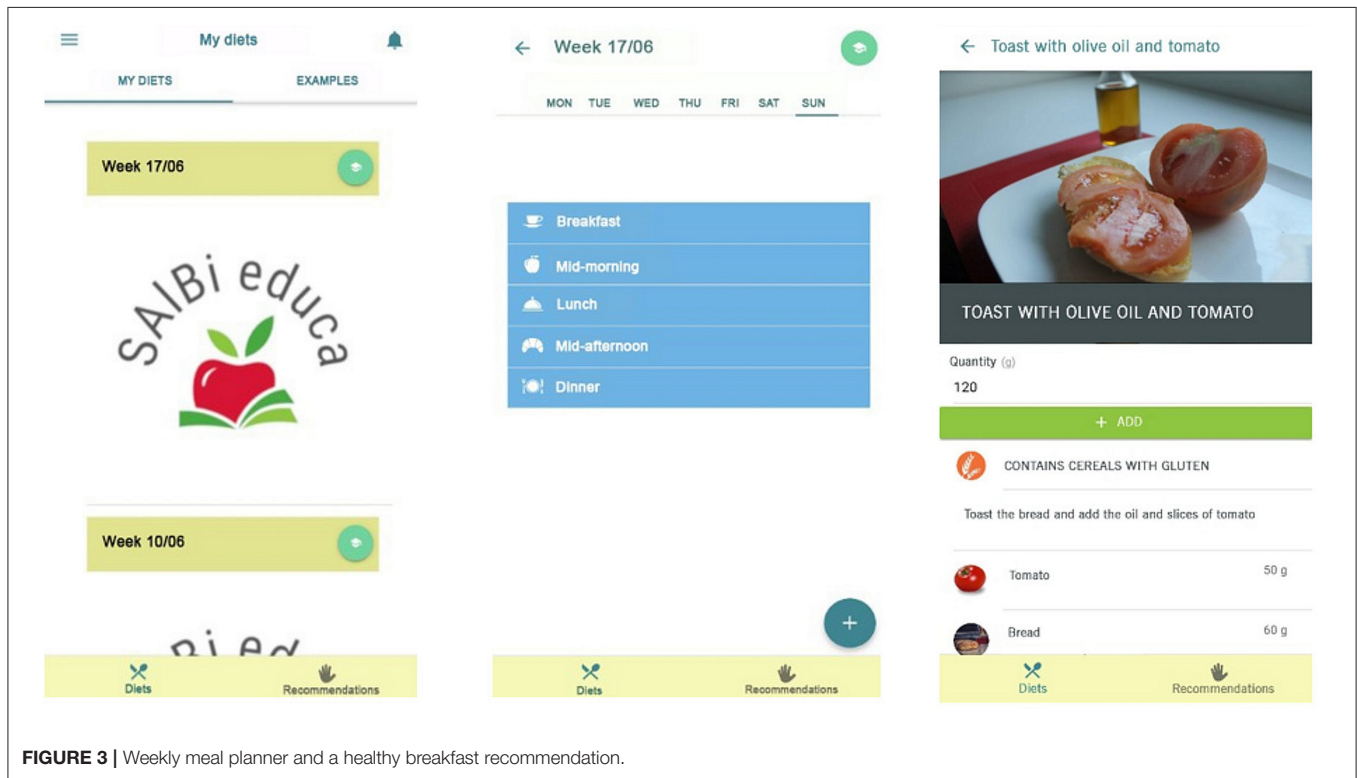 My diets
MY DIETS EXAMPLES
Week 17/06
SAIBi educa
Week 10/06
Diets Recommendations
Week 17/06
MON TUE WED THU FRI SAT SUN
Breakfast
Mid-morning
Lunch
Mid-afternoon
Dinner
+
Diets Recommendations
Toast with olive oil and tomato
TOAST WITH OLIVE OIL AND TOMATO
Quantity (g)
120
+ ADD
CONTAINS CEREALS WITH GLUTEN
Toast the bread and add the oil and slices of tomato
Tomato 50 g
Bread 60 g
Diets Recommendations
FIGURE 3 | Weekly meal planner and a healthy breakfast recommendation.